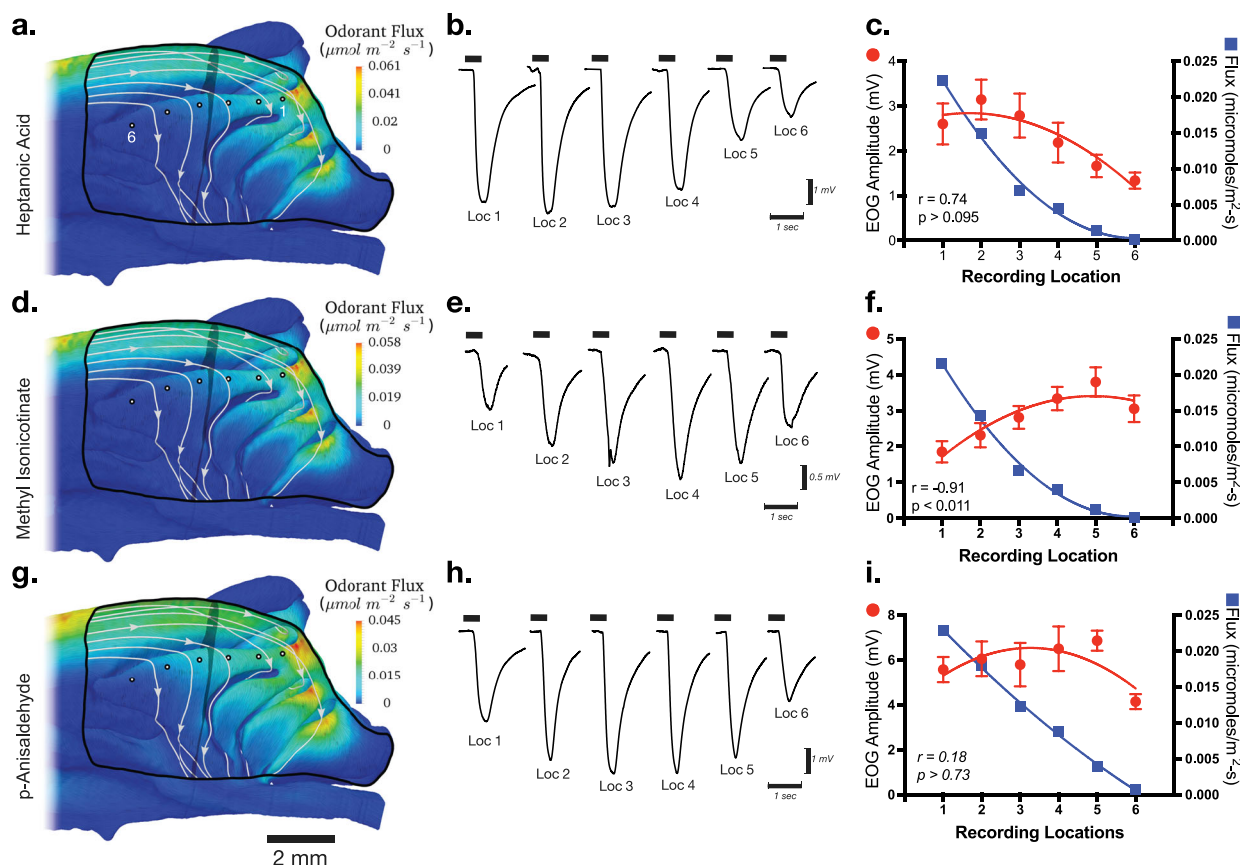 a.
Heptanoic Acid
Odorant Flux
(μmol m⁻² s⁻¹)
0.061
0.041
0.02
0
1
6
b.
Loc 1
Loc 2
Loc 3
Loc 4
Loc 5
Loc 6
1 mV
1 sec
c.
EOG Amplitude (mV)
4
3
2
1
0
r = 0.74
p > 0.095
1 2 3 4 5 6
Recording Location
0.025
0.020
0.015
0.010
0.005
0.000
Flux (micromoles/m²-s)
d.
Methyl Isonicotinate
Odorant Flux
(μmol m⁻² s⁻¹)
0.058
0.039
0.019
0
e.
Loc 1
Loc 2
Loc 3
Loc 4
Loc 5
Loc 6
0.5 mV
1 sec
f.
EOG Amplitude (mV)
5
4
3
2
1
0
r = -0.91
p < 0.011
1 2 3 4 5 6
Recording Location
0.025
0.020
0.015
0.010
0.005
0.000
Flux (micromoles/m²-s)
g.
p-Anisaldehyde
Odorant Flux
(μmol m⁻² s⁻¹)
0.045
0.03
0.015
0
2 mm
h.
Loc 1
Loc 2
Loc 3
Loc 4
Loc 5
Loc 6
1 mV
1 sec
i.
EOG Amplitude (mV)
8
6
4
2
0
r = 0.18
p > 0.73
1 2 3 4 5 6
Recording Locations
0.025
0.020
0.015
0.010
0.005
0.000
Flux (micromoles/m²-s)